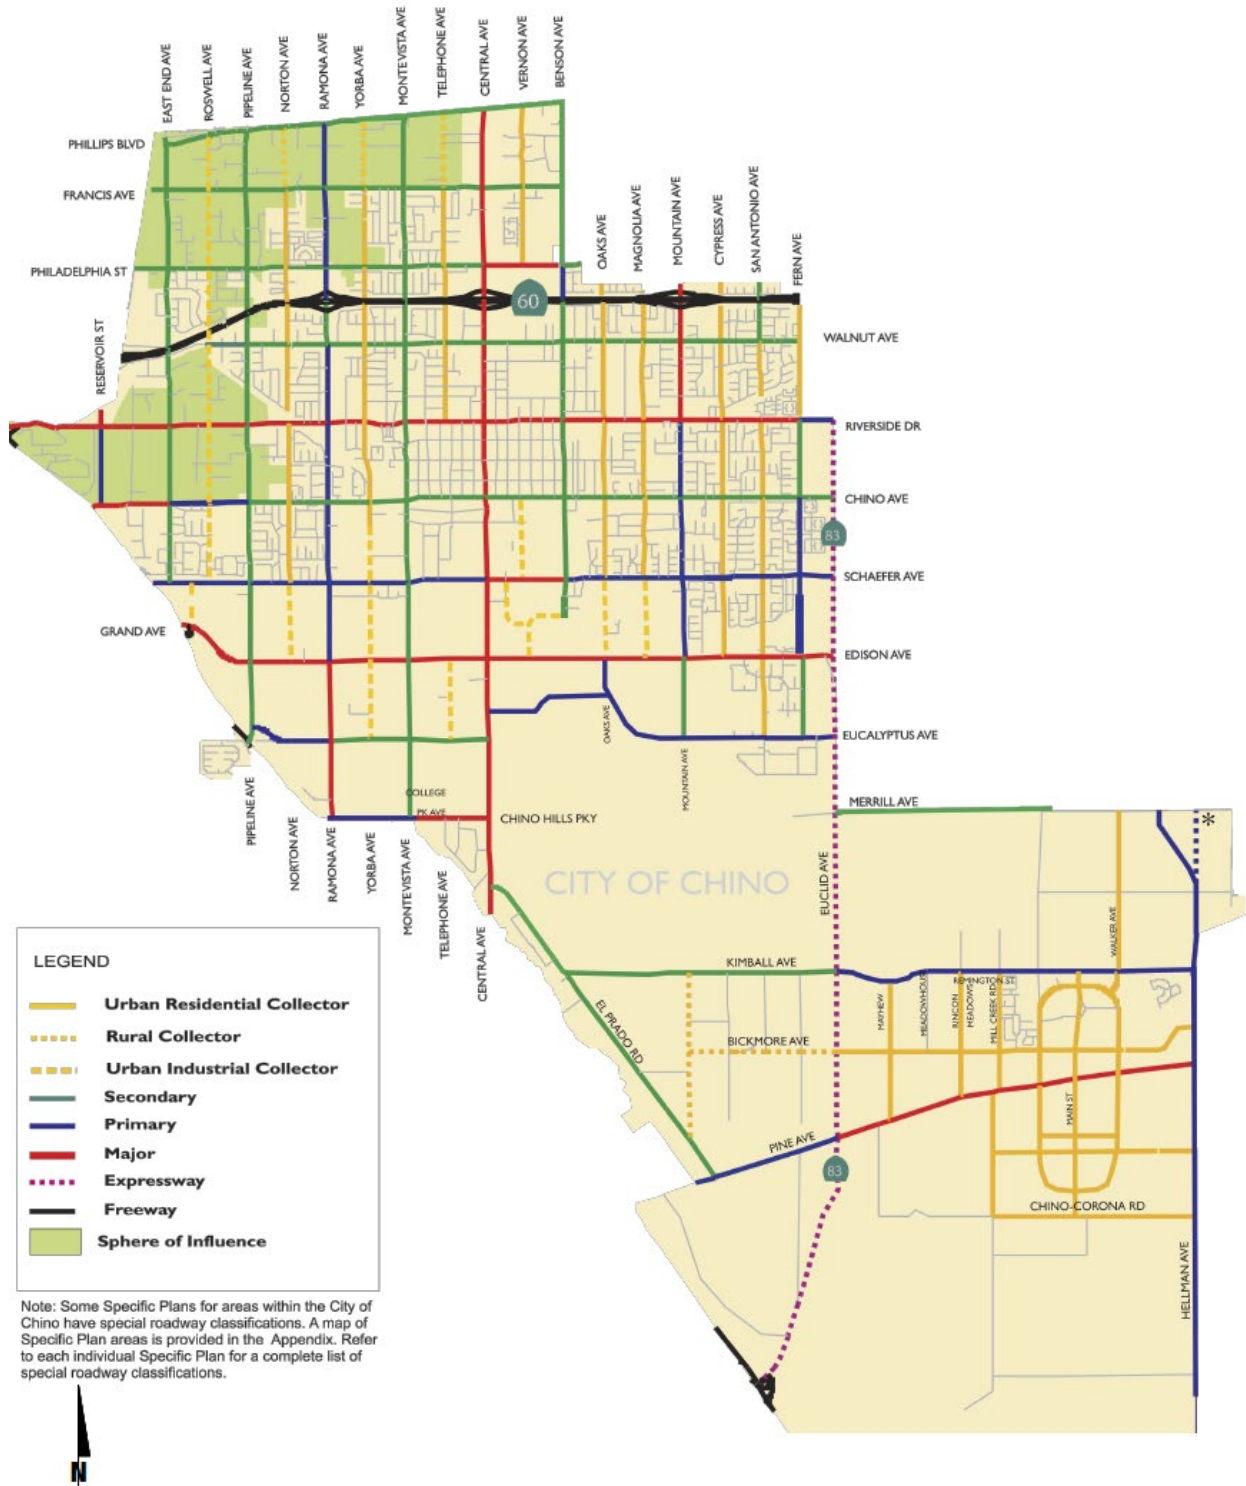 EAST END AVE
ROSWELL AVE
PIPELINE AVE
NORTON AVE
RAMONA AVE
YORBA AVE
MONTEVISTA AVE
TELEPHONE AVE
CENTRAL AVE
VERNON AVE
BENSON AVE
PHILLIPS BLVD
FRANCIS AVE
OAKS AVE
MAGNOLIA AVE
MOUNTAIN AVE
CYPRESS AVE
SAN ANTONIO AVE
FERN AVE
PHILADELPHIA ST
60
RESERVOIR ST
WALNUT AVE
RIVERSIDE DR
CHINO AVE
83
SCHAEFER AVE
GRAND AVE
EDISON AVE
OAKS AVE
EUCALYPTUS AVE
MOUNTAIN AVE
PIPELINE AVE
COLLEGE
PK AVE
MERRILL AVE
*
CHINO HILLS PKY
NORTON AVE
RAMONA AVE
YORBA AVE
MONTEVISTA AVE
TELEPHONE AVE
CENTRAL AVE
EUCLID AVE
CITY OF CHINO
WALKER AVE
KIMBALL AVE
REMINGTON ST
MAYHEW
MEADOWHOUSE
RINCON
MEADOWS
MILL CREEK RD
EL PRADO RD
BICKMORE AVE
MAIN ST
PINE AVE
83
CHINO-CORONA RD
HELLMAN AVE
LEGEND
Urban Residential Collector
Rural Collector
Urban Industrial Collector
Secondary
Primary
Major
Expressway
Freeway
Sphere of Influence
Note: Some Specific Plans for areas within the City of
Chino have special roadway classifications. A map of
Specific Plan areas is provided in the Appendix. Refer
to each individual Specific Plan for a complete list of
special roadway classifications.
N